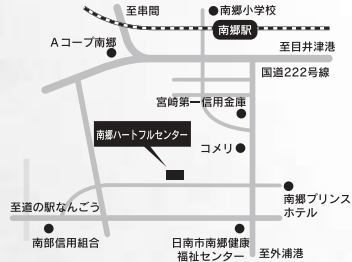 至串間
南郷小学校
南郷駅
Aコープ南郷
至目井津港
国道222号線
宮崎第一信用金庫
南郷ハートフルセンター
コメリ
南郷プリンス
ホテル
至道の駅なんごう
南部信用組合
日南市南郷健康
福祉センター
至外浦港